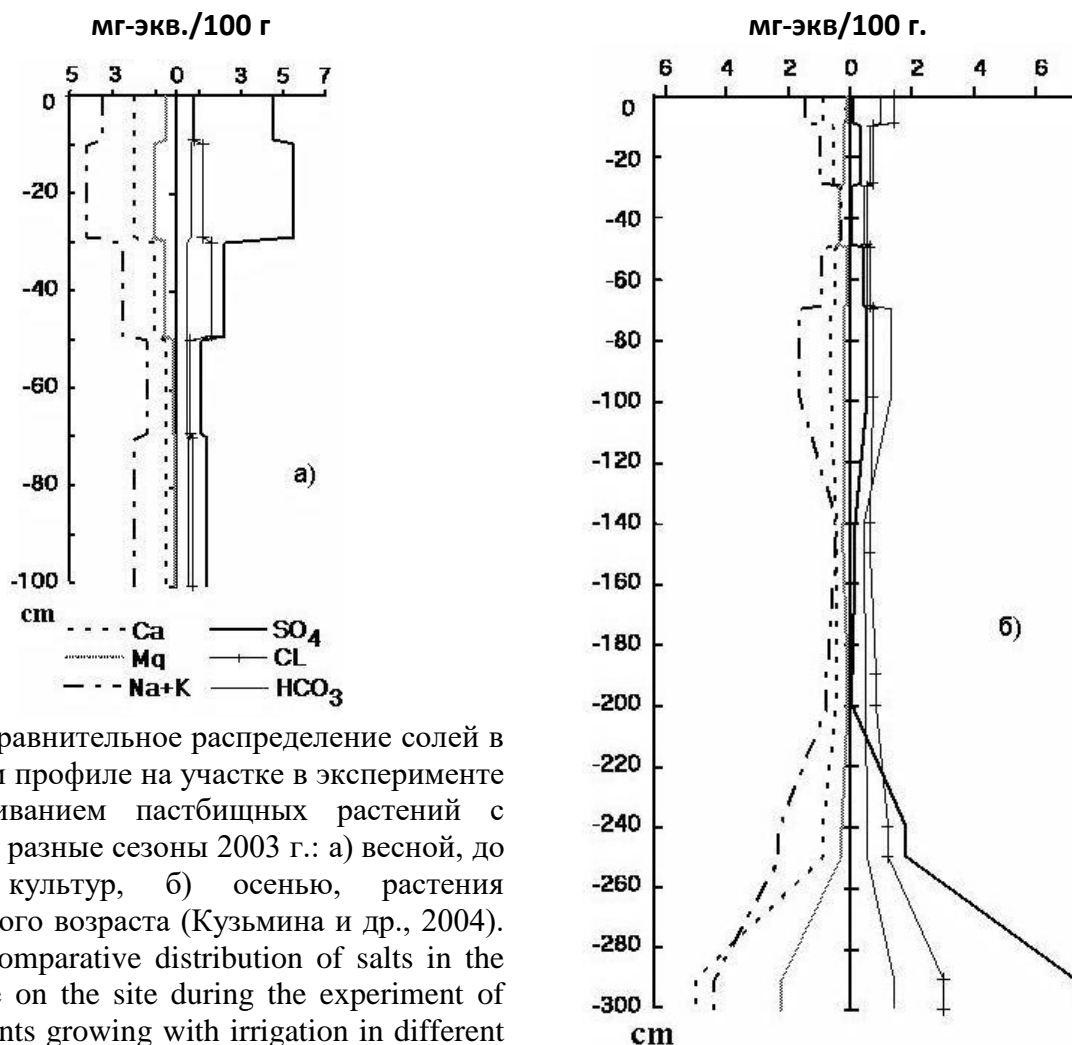 мг-экв./100 г
5 3 0 3 5 7
0
-20
-40
-60
-80
-100
cm
а)
Ca
Mq
Na+K
SO4
CL
HCO3
мг-экв/100 г.
6 2 0 2 6
0
-20
-40
-60
-80
-100
-120
-140
-160
-180
-200
-220
-240
-260
-280
-300
cm
б)
равнительное распределение солей в
и профиле на участке в эксперименте
иванием пастбищных растений с
разные сезоны 2003 г.: а) весной, до
культур, б) осенью, растения
ого возраста (Кузьмина и др., 2004).
omparative distribution of salts in the
e on the site during the experiment of
nts growing with irrigation in different